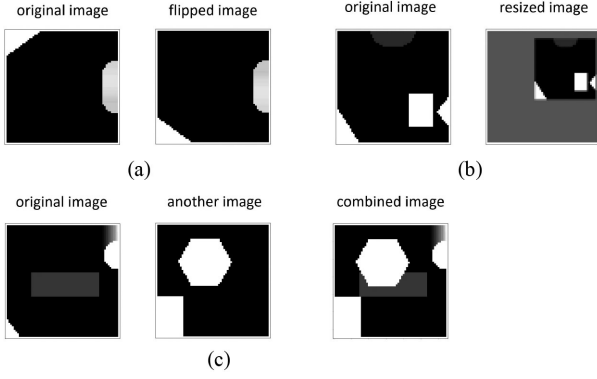 original image flipped image original image resized image
(a) (b)
original image another image combined image
(c)